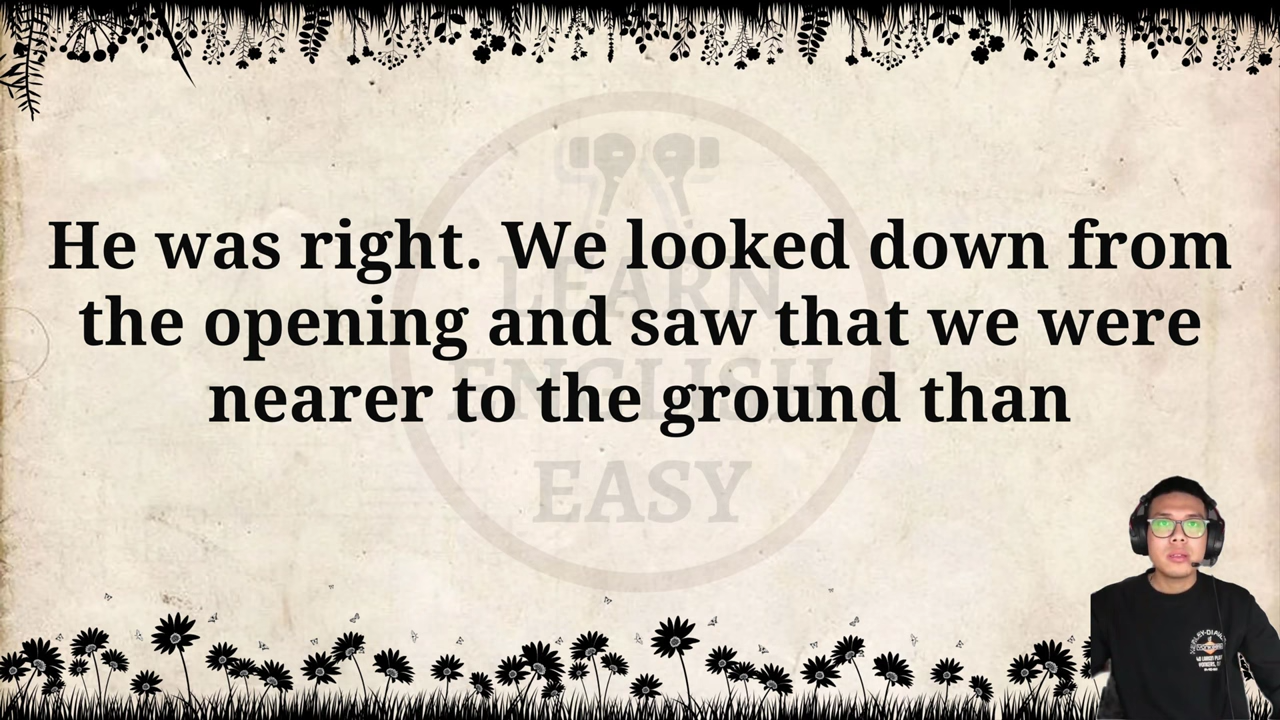 He was right. We looked down from
the opening and saw that we were
nearer to the ground than
LEARN
ENGLISH
EASY